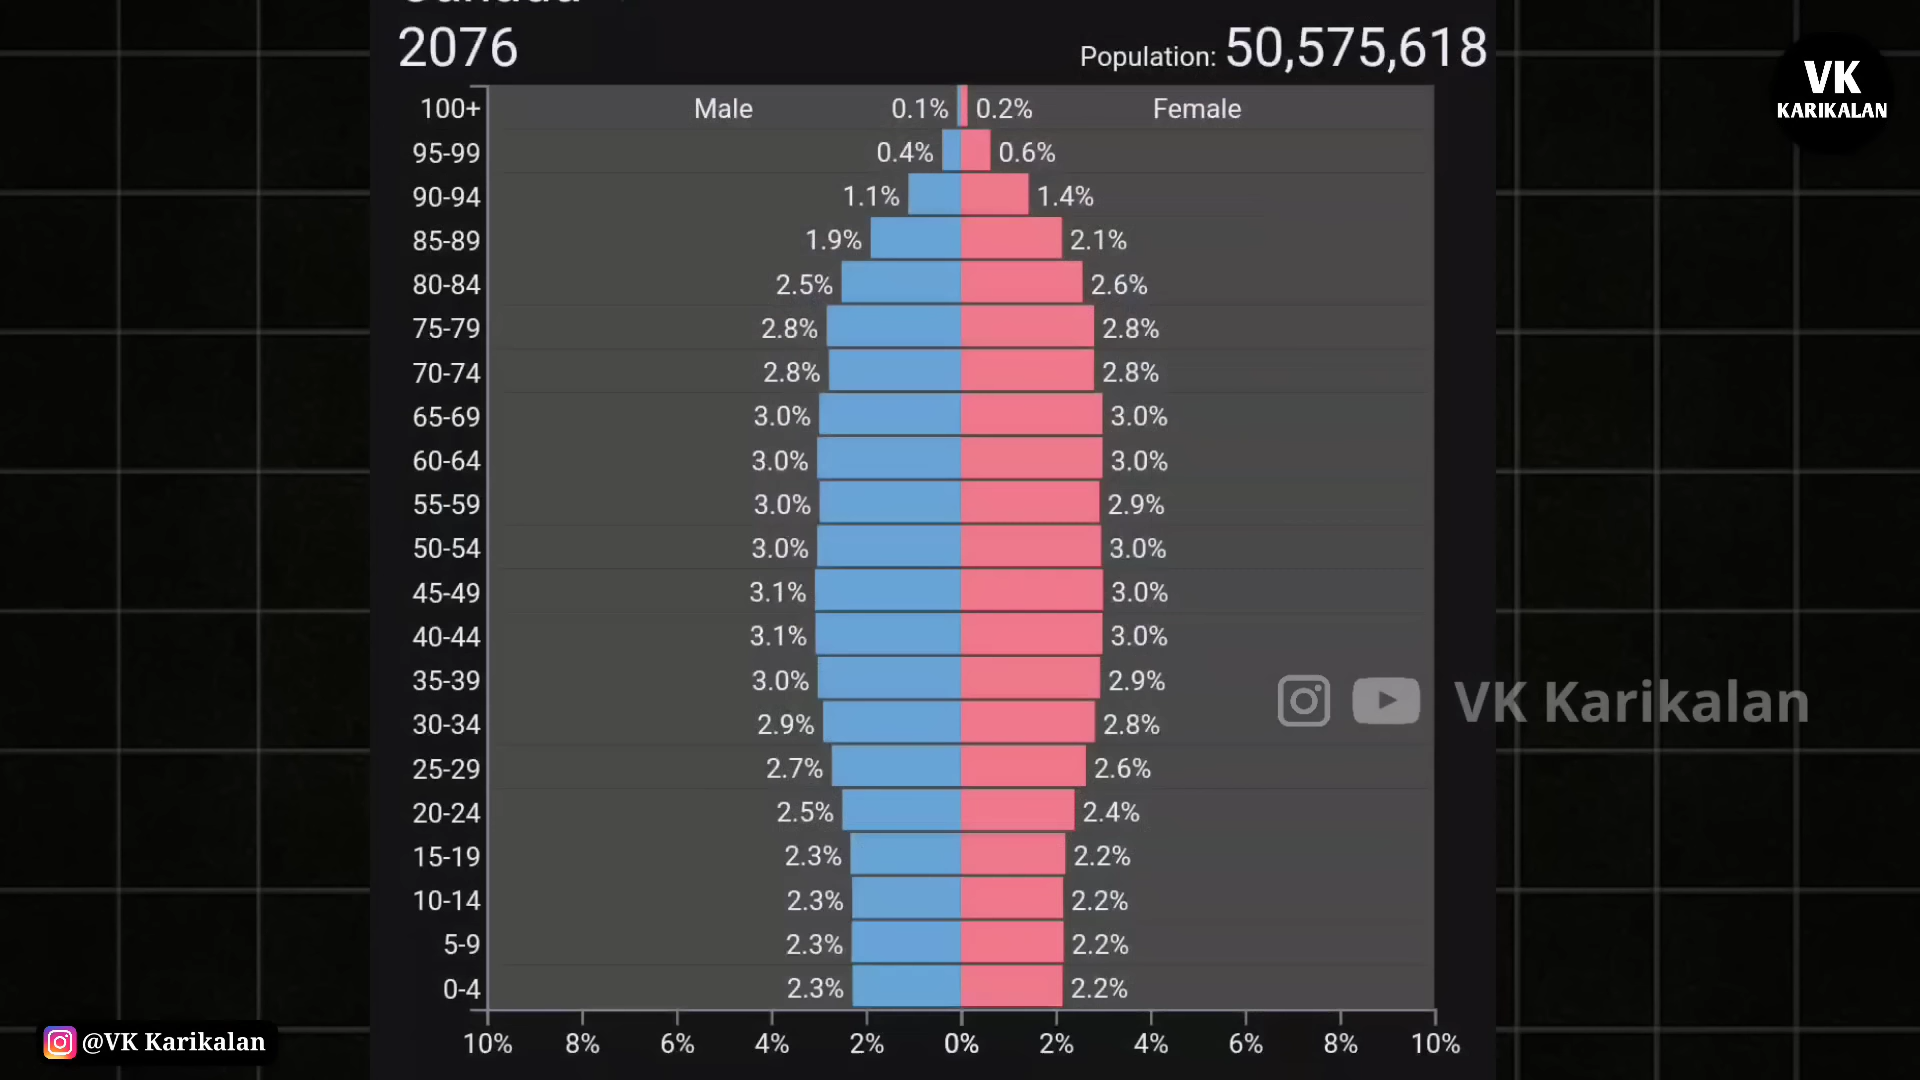 2076
Population: 50,575,618
VK
KARIKALAN
100+ Male 0.1% 0.2% Female
95-99 0.4% 0.6%
90-94 1.1% 1.4%
85-89 1.9% 2.1%
80-84 2.5% 2.6%
75-79 2.8% 2.8%
70-74 2.8% 2.8%
65-69 3.0% 3.0%
60-64 3.0% 3.0%
55-59 3.0% 2.9%
50-54 3.0% 3.0%
45-49 3.1% 3.0%
40-44 3.1% 3.0%
35-39 3.0% 2.9%
VK Karikalan
30-34 2.9% 2.8%
25-29 2.7% 2.6%
20-24 2.5% 2.4%
15-19 2.3% 2.2%
10-14 2.3% 2.2%
5-9 2.3% 2.2%
0-4 2.3% 2.2%
10% 8% 6% 4% 2% 0% 2% 4% 6% 8% 10%
@VK Karikalan